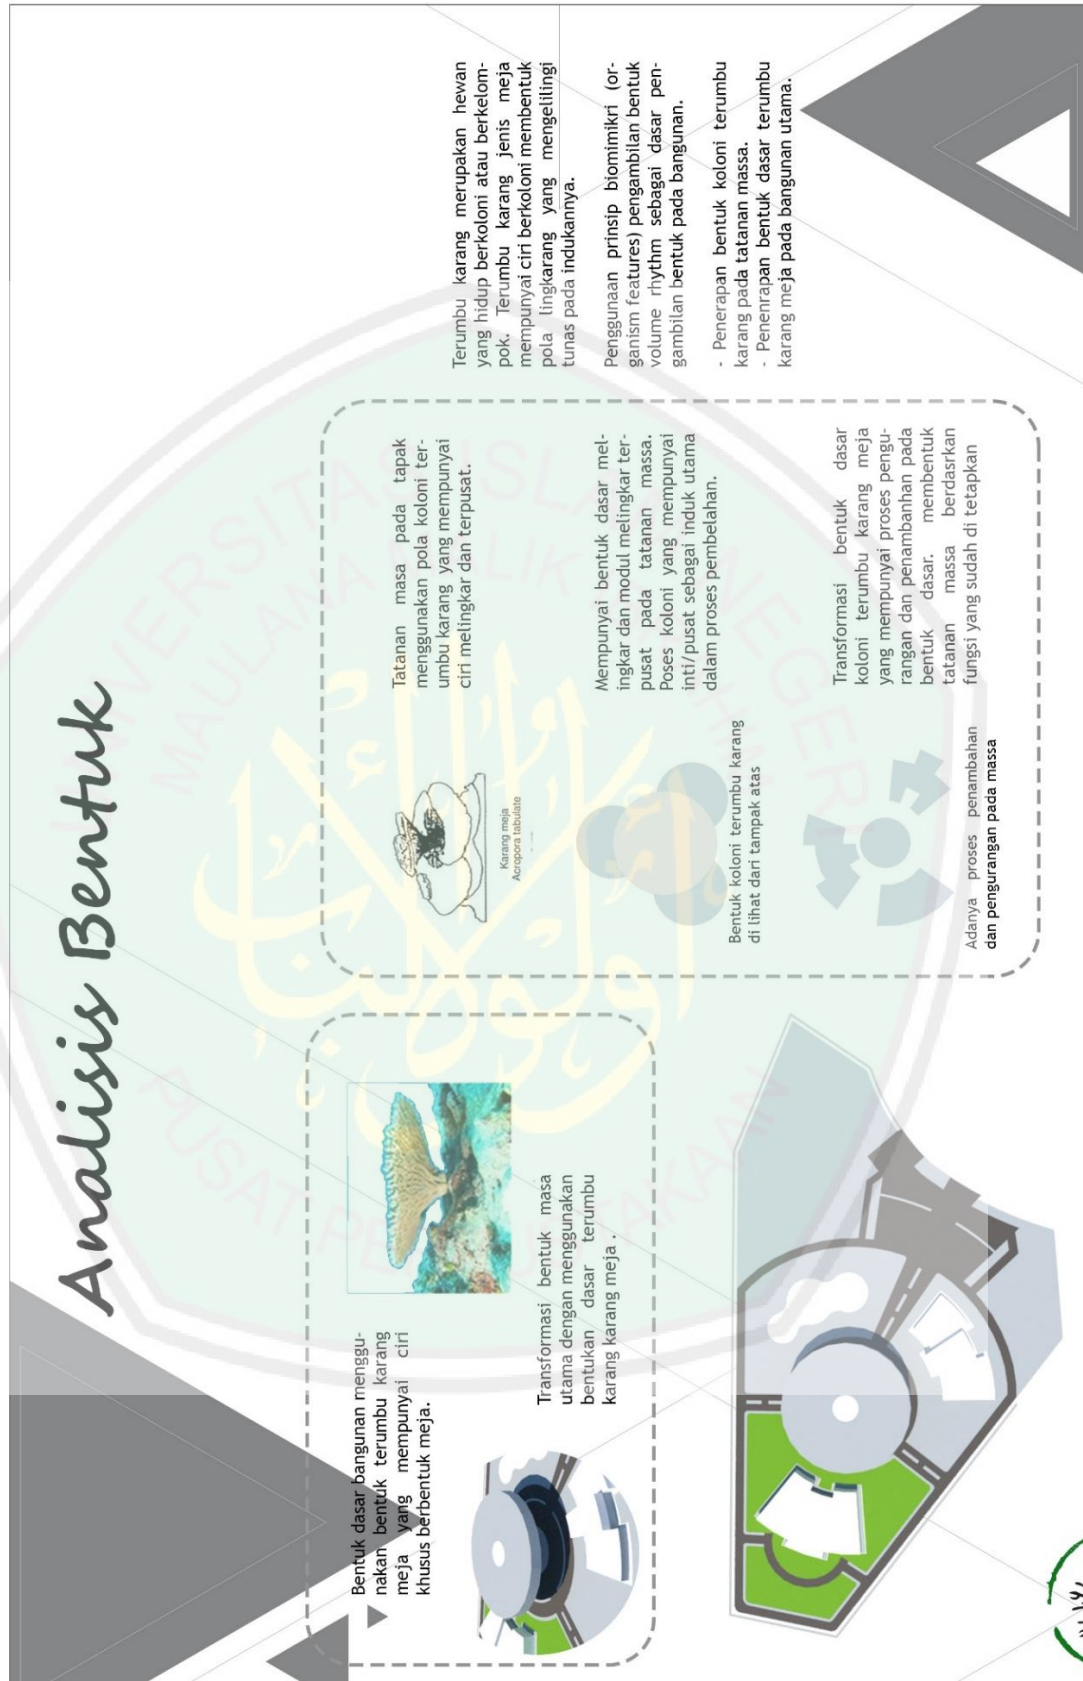 Analisis Bentuk
Bentuk dasar bangunan menggu-
nakan bentuk terumbu karang
meja yang mempunyai ciri
khusus berbentuk meja.
Transformasi bentuk masa
utama dengan menggunakan
bentukan dasar terumbu
karang karang meja .
Karang meja
Acropora tabulate
Tatanan masa pada tapak
menggunakan pola koloni ter-
umbu karang yang mempunyai
ciri melingkar dan terpusat.
Bentuk koloni terumbu karang
di lihat dari tampak atas
Mempunyai bentuk dasar mel-
ingkar dan modul melingkar ter-
pusat pada tatanan massa.
Poses koloni yang mempunyai
inti/pusat sebagai induk utama
dalam proses pembelahan.
Adanya proses penambahan
dan pengurangan pada massa
Transformasi bentuk dasar
koloni terumbu karang meja
yang mempunyai proses pengu-
rangan dan penambanhan pada
bentuk dasar. membentuk
tatanan massa berdasrkan
fungsi yang sudah di tetapkan
Terumbu karang merupakan hewan
yang hidup berkoloni atau berkelom-
pok. Terumbu karang jenis meja
mempunyai ciri berkoloni membentuk
pola lingkarang yang mengelilingi
tunas pada indukannya.
Penggunaan prinsip biomimikri (or-
ganism features) pengambilan bentuk
volume rhythm sebagai dasar pen-
gambilan bentuk pada bangunan.
- Penerapan bentuk koloni terumbu
karang pada tatanan massa.
- Penenrapan bentuk dasar terumbu
karang meja pada bangunan utama.
UNIVERSITAS ISLAM NEGERI
MAULANA MALIK IBRAHIM
PUSAT PERPUSTAKAAN